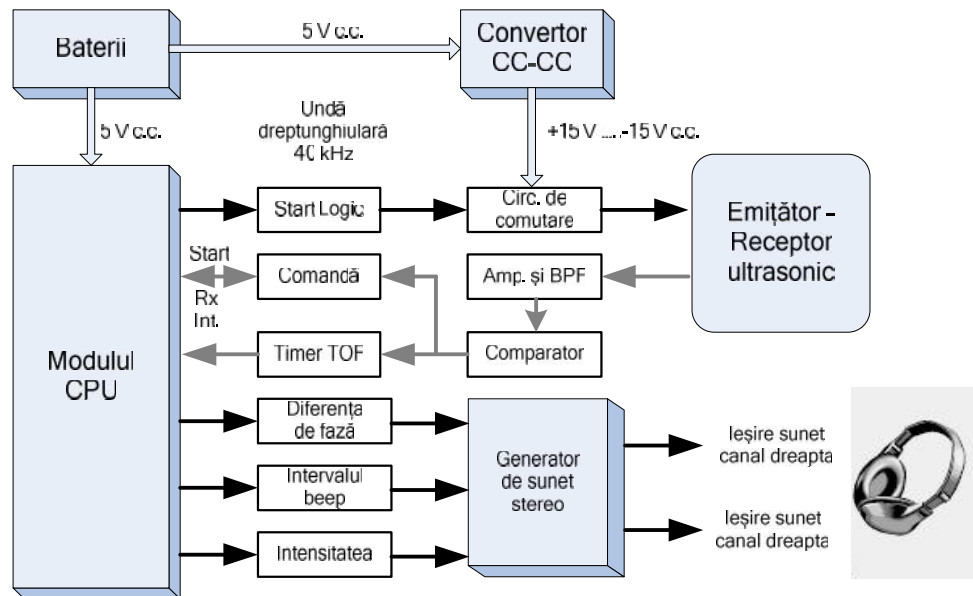 Baterii
5 V c.c.
Convertor
CC-CC
5 V c.c.
Undă
dreptunghiulară
40 kHz
+15 V .... -15 V c.c.
Start Logic
Circ. de
comutare
Emițător –
Receptor
ultrasonic
Start
Rx
Int.
Comandă
Amp. și BPF
Modulul
CPU
Timer TOF
Comparator
Diferența
de fază
Intervalul
beep
Intensitatea
Generator
de sunet
stereo
Ieșire sunet
canal dreapta
Ieșire sunet
canal dreapta